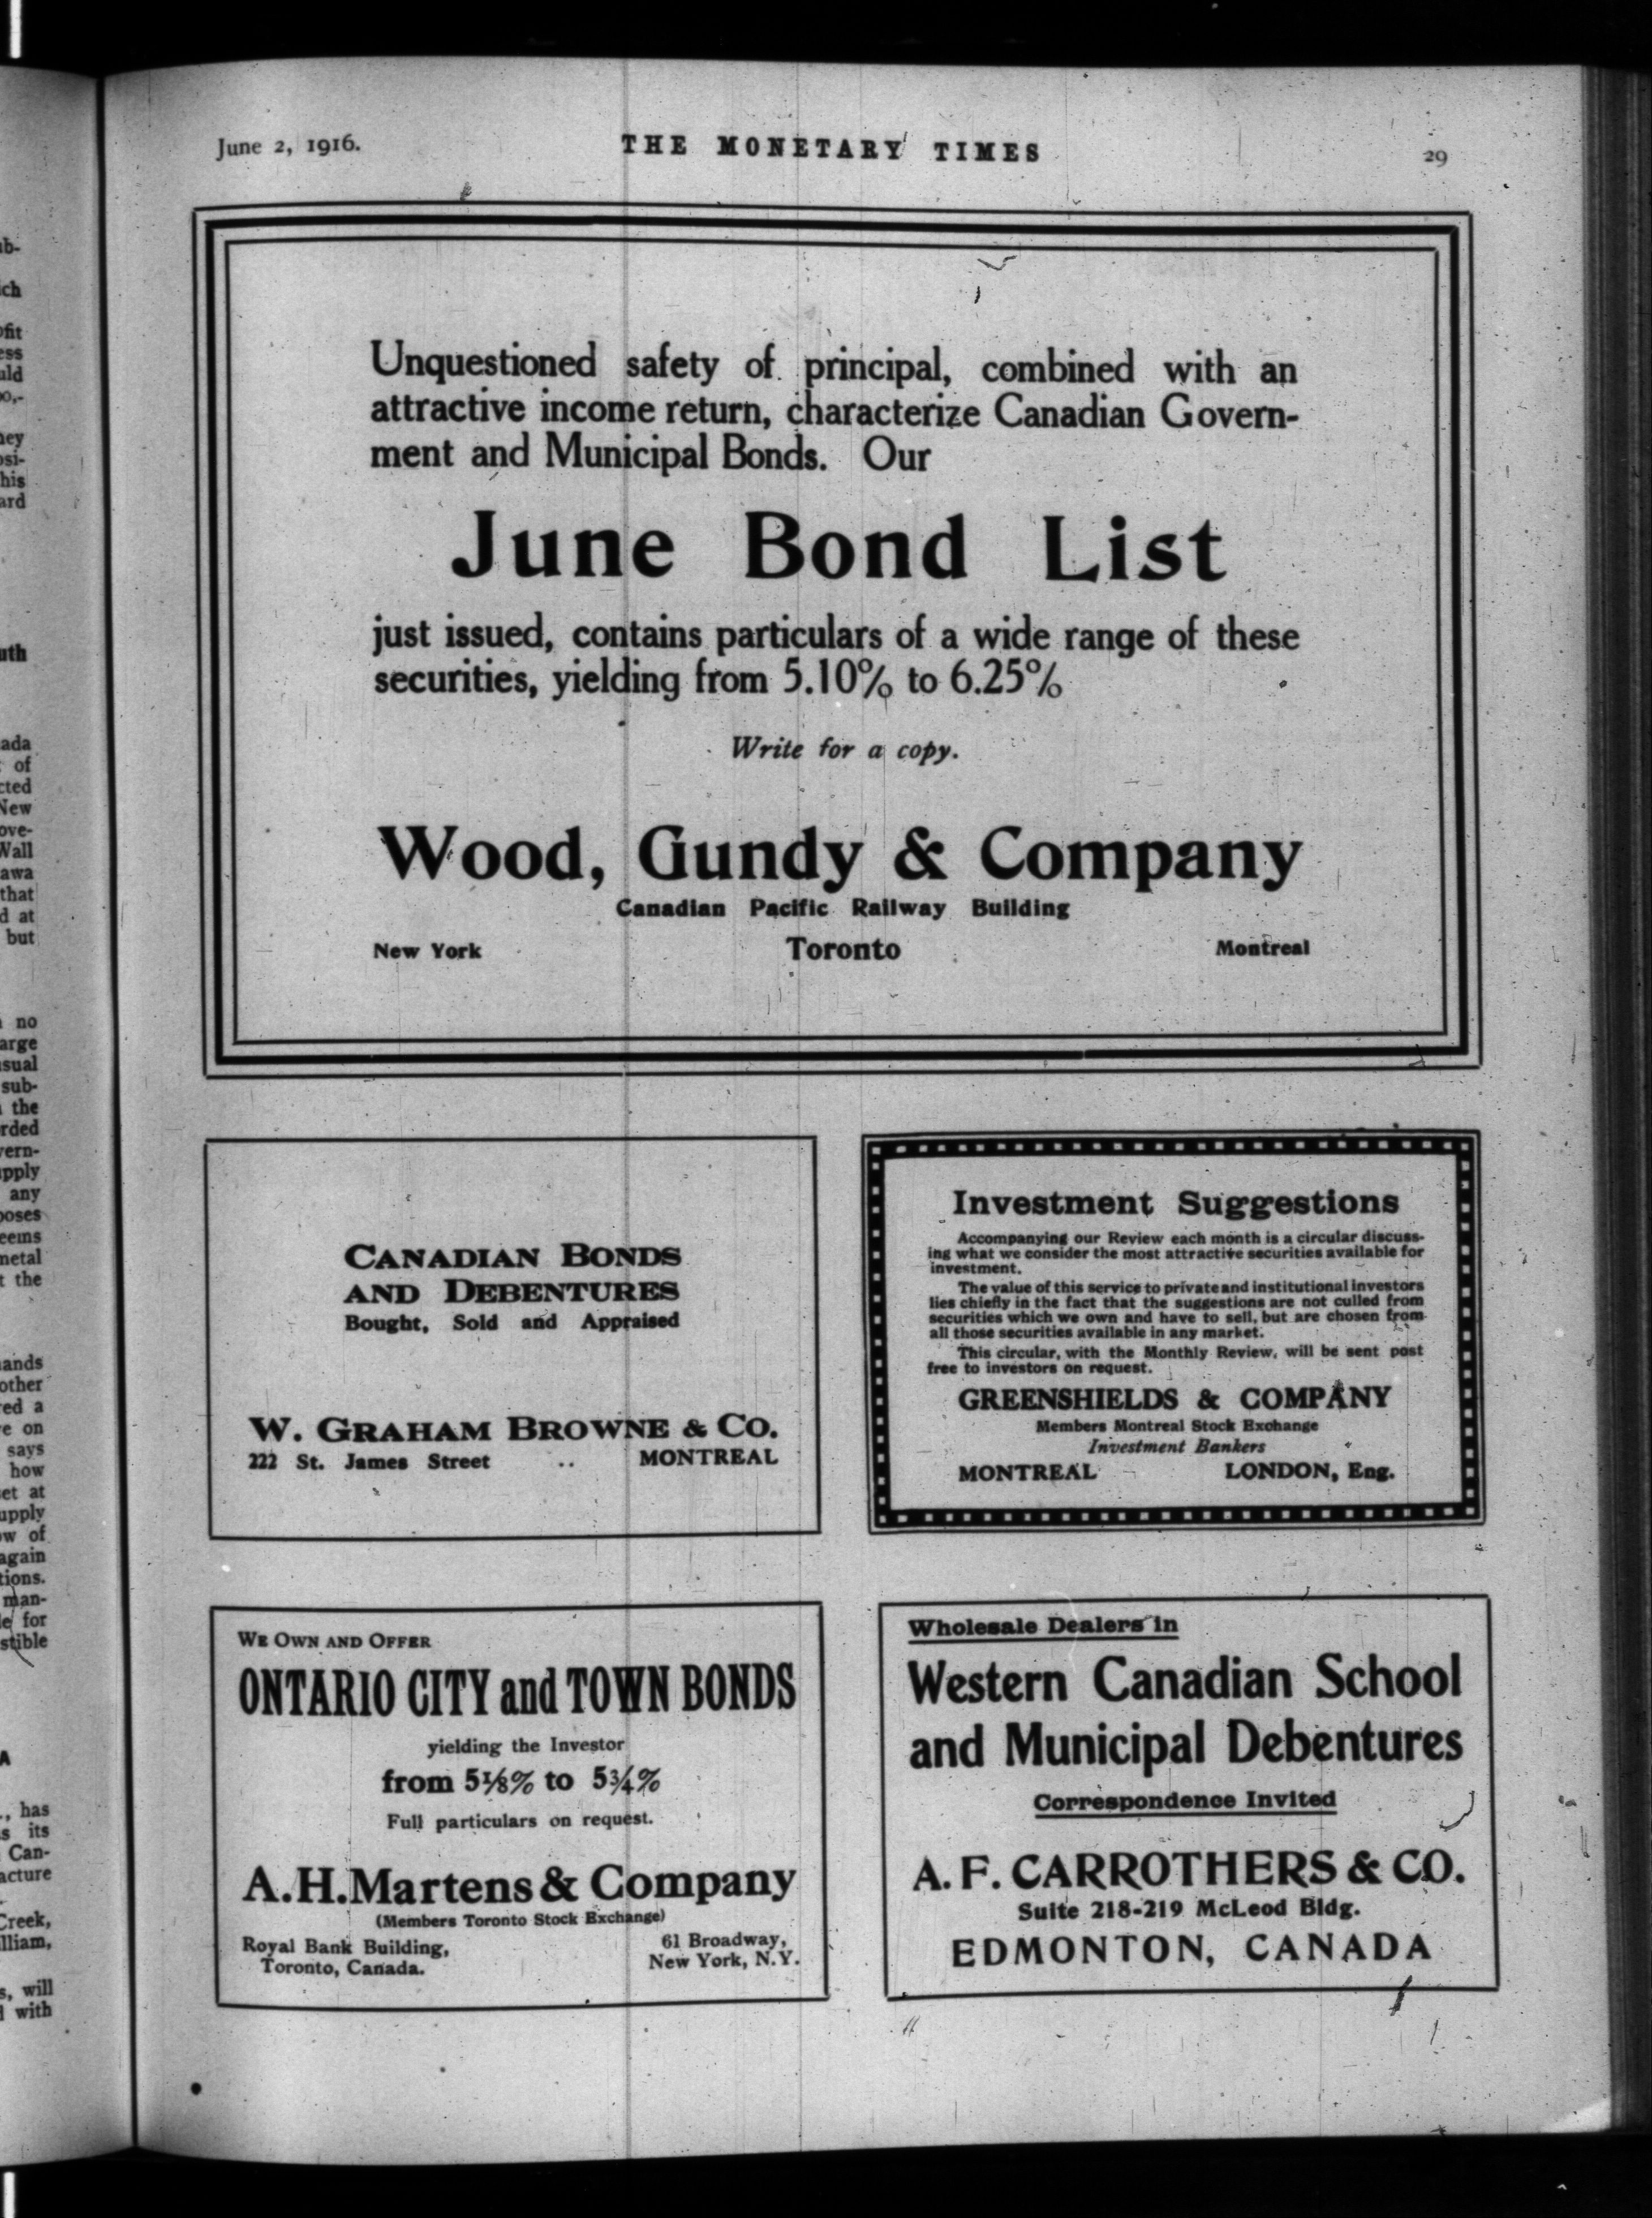 June 2, 1916.
THE MONETARY TIMES
29
Unquestioned safety of principal, combined with an
attractive income return, characterize Canadian Govern-
ment and Municipal Bonds. Our
June Bond List
just issued, contains particulars of a wide range of these
securities, yielding from 5.10% to 6.25%
Write for a copy.
Wood, Gundy & Company
Canadian Pacific Railway Building
New York
Toronto
Montreal
CANADIAN BONDS
AND DEBENTURES
Bought, Sold and Appraised
W. GRAHAM BROWNE & CO.
222 St. James Street .. MONTREAL
Investment Suggestions
Accompanying our Review each month is a circular discuss-
ing what we consider the most attractive securities available for
investment.
The value of this service to private and institutional investors
lies chiefly in the fact that the suggestions are not culled from
securities which we own and have to sell, but are chosen from
all those securities available in any market.
This circular, with the Monthly Review, will be sent post
free to investors on request.
GREENSHIELDS & COMPANY
Members Montreal Stock Exchange
Investment Bankers
MONTREAL
LONDON, Eng.
WE OWN AND OFFER
ONTARIO CITY and TOWN BONDS
yielding the Investor
from 5⅛% to 5¾%
Full particulars on request.
A.H. Martens & Company
(Members Toronto Stock Exchange)
Royal Bank Building,
Toronto, Canada.
61 Broadway,
New York, N.Y.
Wholesale Dealers in
Western Canadian School
and Municipal Debentures
Correspondence Invited
A. F. CARROTHERS & CO.
Suite 218-219 McLeod Bldg.
EDMONTON, CANADA